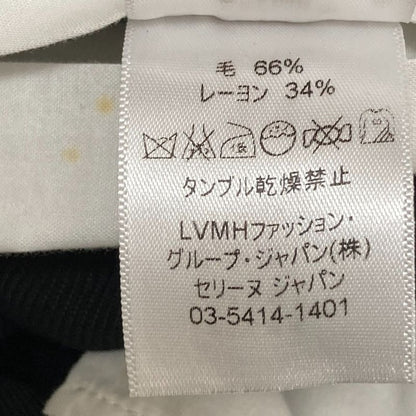 毛 66%
レーヨン 34%
タンブル乾燥禁止
LVMHファッション・
グループ・ジャパン(株)
セリーヌ ジャパン
03-5414-1401